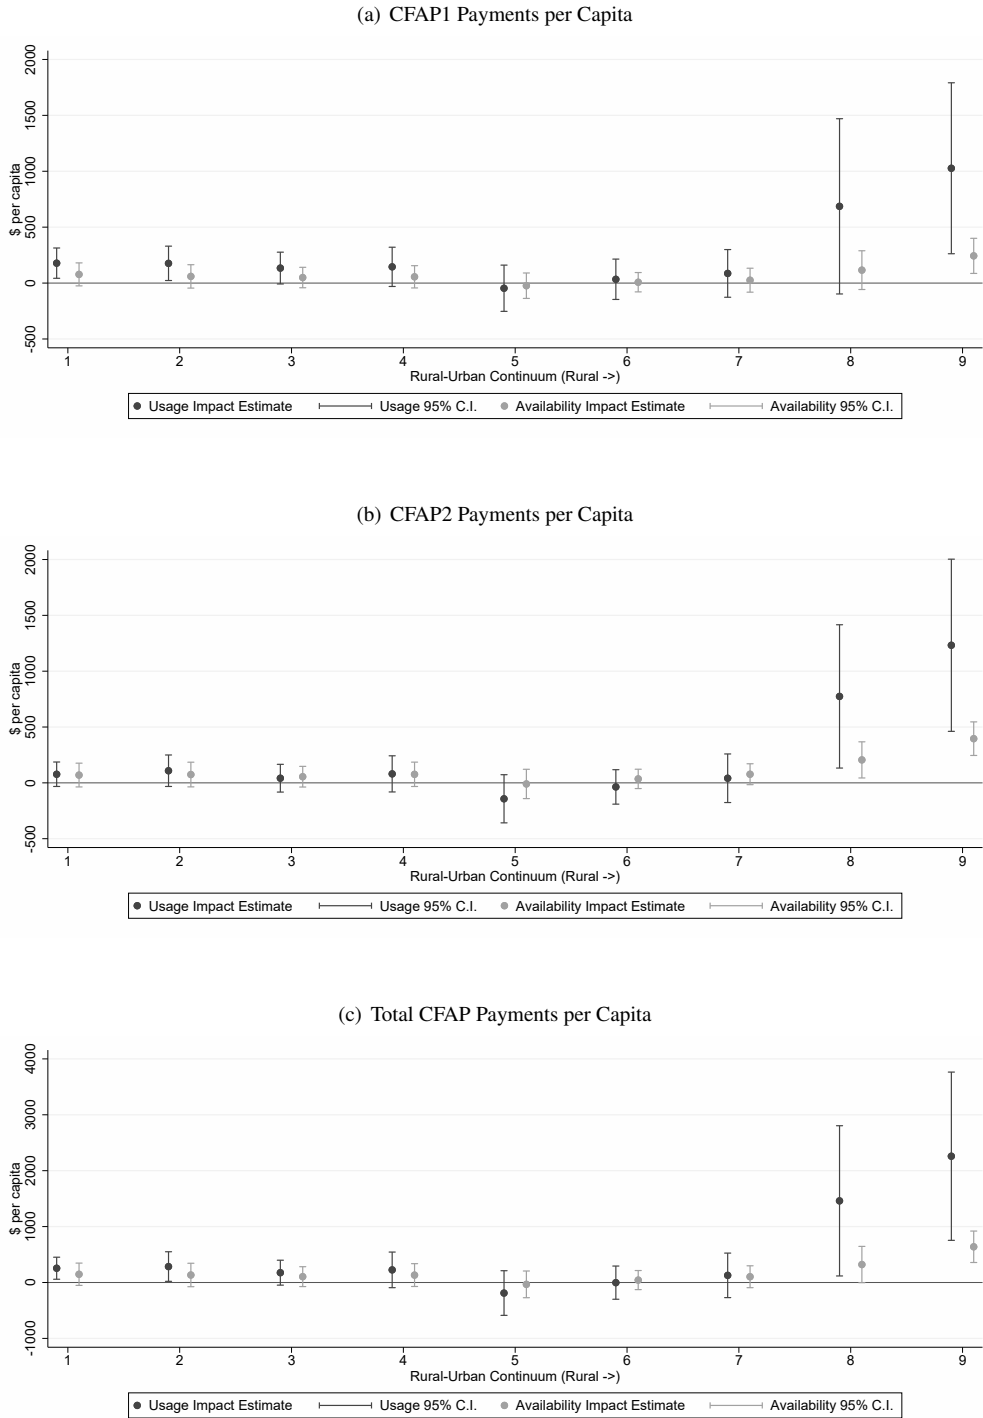 (a) CFAP1 Payments per Capita
2000
1500
1000
500
0
-500
$ per capita
1 2 3 4 5 6 7 8 9
Rural-Urban Continuum (Rural ->)
Usage Impact Estimate Usage 95% C.I. Availability Impact Estimate Availability 95% C.I.
(b) CFAP2 Payments per Capita
2000
1500
1000
500
0
-500
$ per capita
1 2 3 4 5 6 7 8 9
Rural-Urban Continuum (Rural ->)
Usage Impact Estimate Usage 95% C.I. Availability Impact Estimate Availability 95% C.I.
(c) Total CFAP Payments per Capita
4000
3000
2000
1000
0
-1000
$ per capita
1 2 3 4 5 6 7 8 9
Rural-Urban Continuum (Rural ->)
Usage Impact Estimate Usage 95% C.I. Availability Impact Estimate Availability 95% C.I.